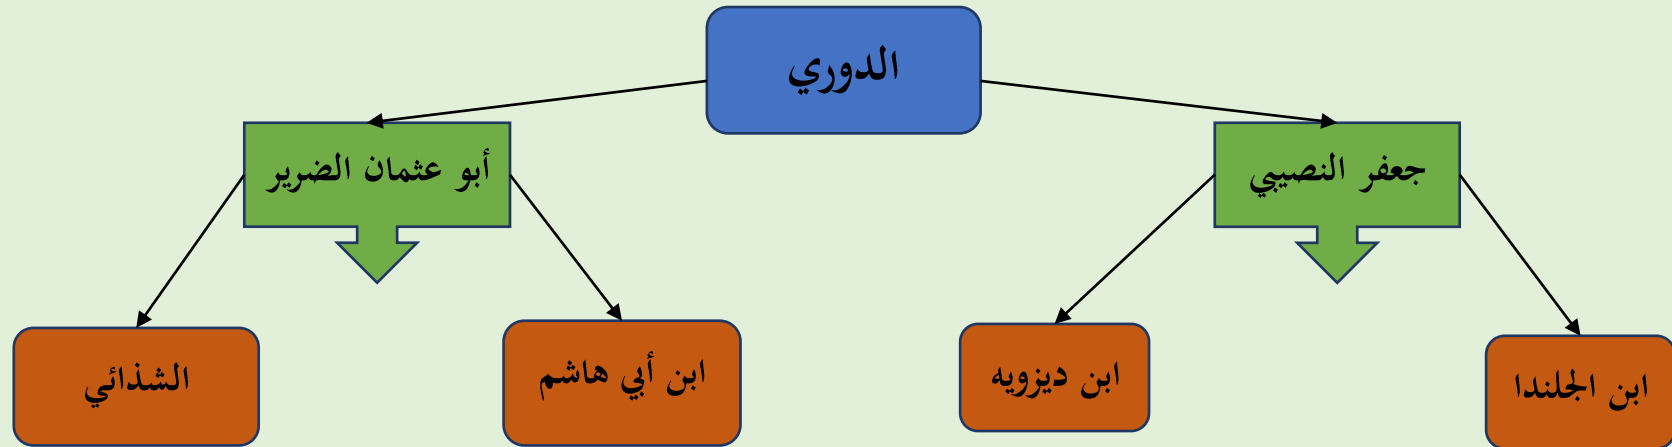 الدوري
جعفر النصيبي
أبو عثمان الضرير
ابن الجلندا
ابن ديزويه
ابن أبي هاشم
الشذائي